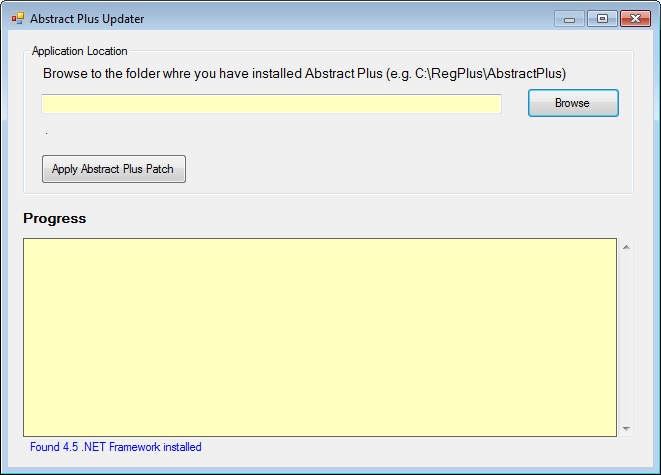 Abstract Plus Updater
Application Location
Browse to the folder whre you have installed Abstract Plus (e.g. C:\RegPlus\AbstractPlus)
Browse
.
Apply Abstract Plus Patch
Progress
Found 4.5 .NET Framework installed